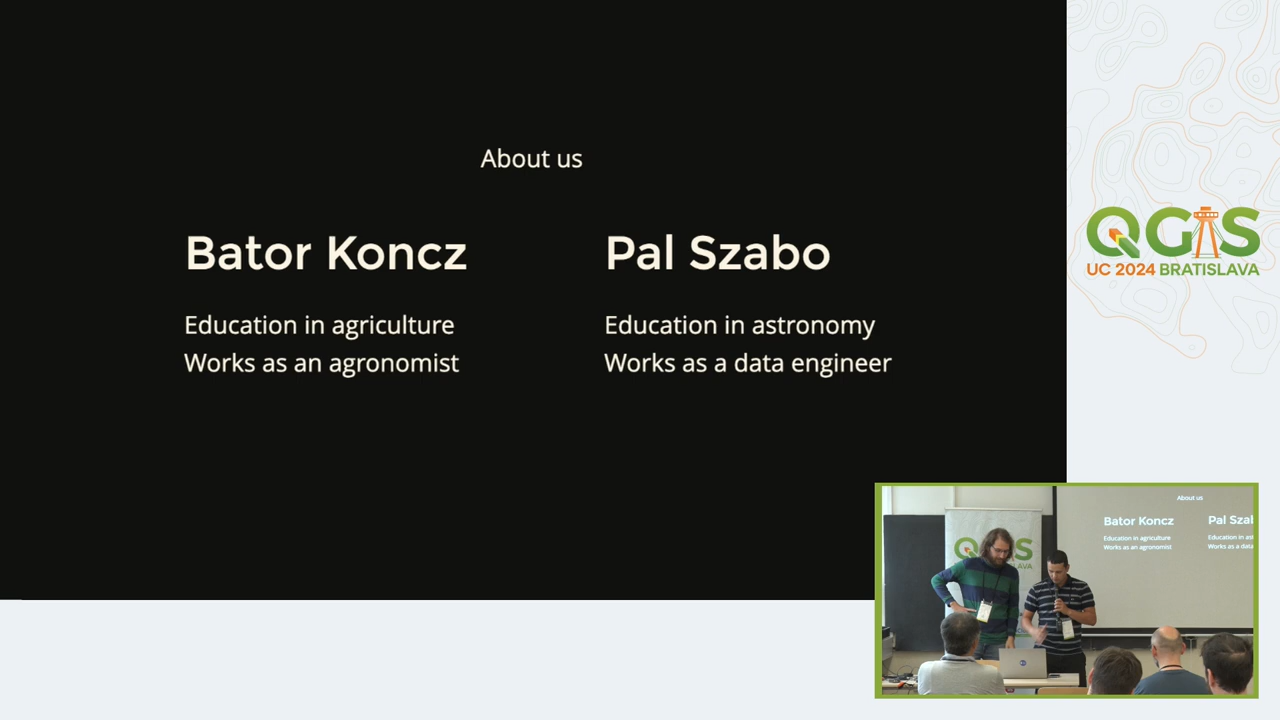 About us
Bator Koncz
Education in agriculture
Works as an agronomist
Pal Szabo
Education in astronomy
Works as a data engineer
QGIS
UC 2024 BRATISLAVA
About us
Bator Koncz
Education in agriculture
Works as an agronomist
Pal Szab
Education in ast
Works as a data